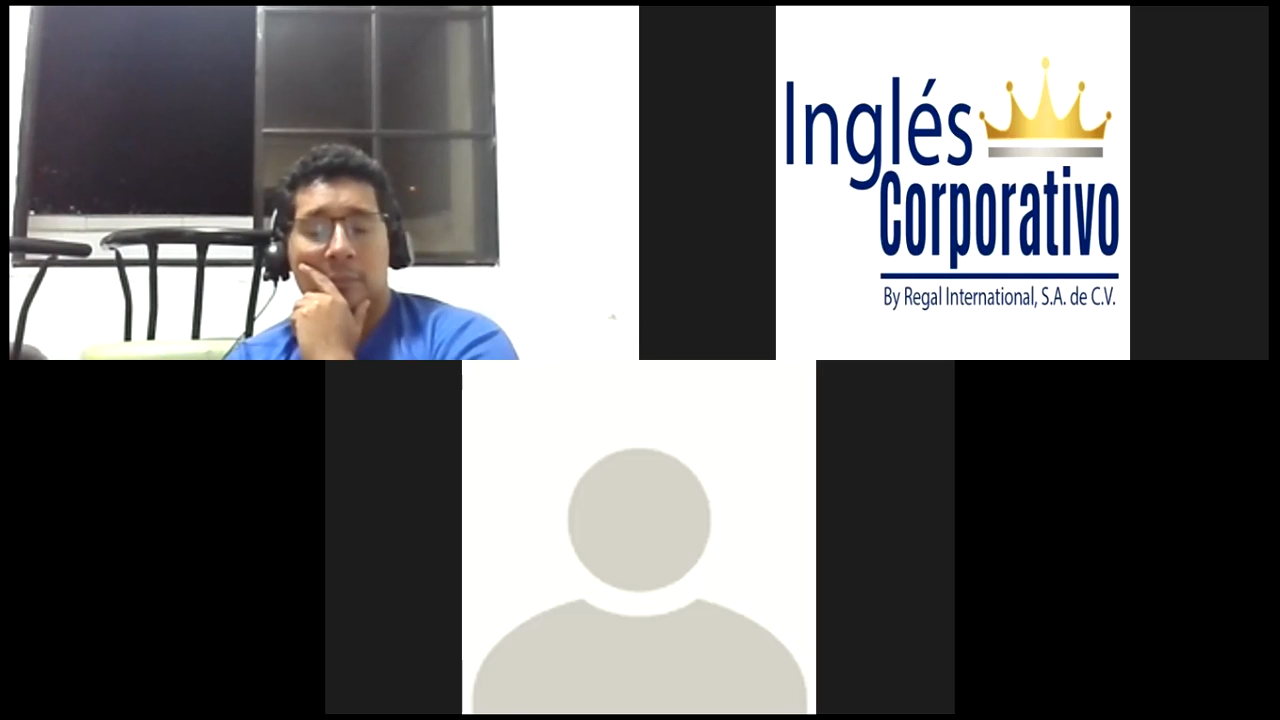 Inglés
Corporativo
By Regal International, S.A. de C.V.